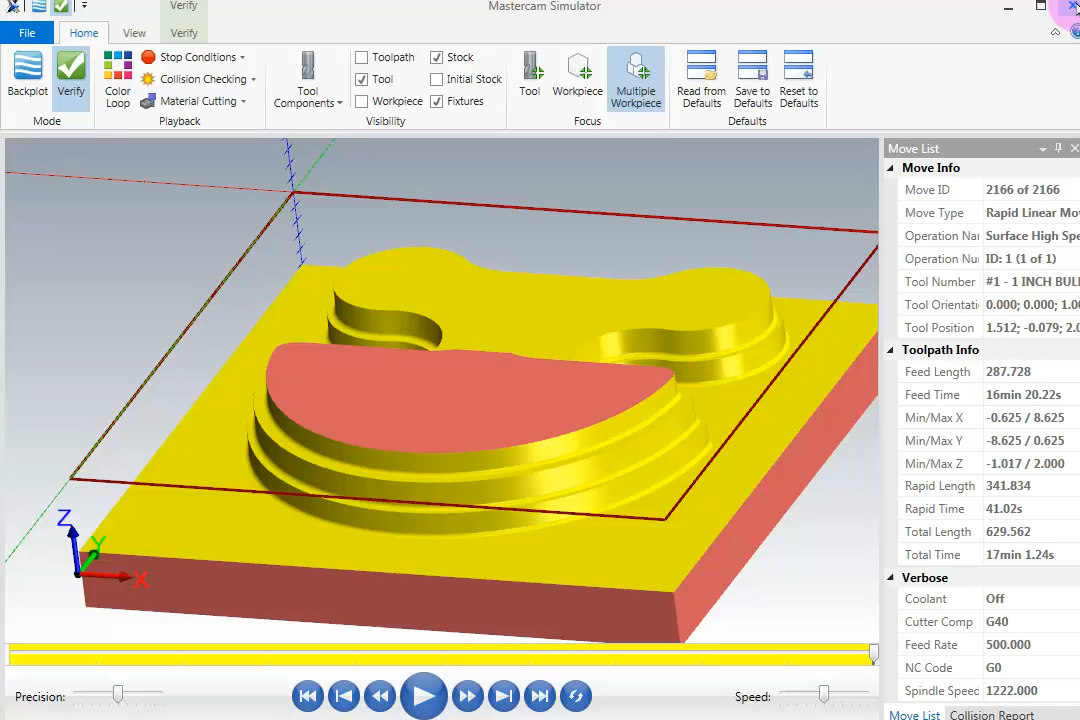 Verify
Mastercam Simulator
File
Home
View
Verify
Backplot
Verify
Mode
Color Loop
Stop Conditions
Collision Checking
Material Cutting
Playback
Tool Components
Toolpath
Tool
Workpiece
Stock
Initial Stock
Fixtures
Visibility
Tool
Workpiece
Multiple Workpiece
Focus
Read from Defaults
Save to Defaults
Reset to Defaults
Defaults
Z
Y
X
Move List
Move Info
Move ID 2166 of 2166
Move Type Rapid Linear Mov
Operation Nar Surface High Spe
Operation Nu ID: 1 (1 of 1)
Tool Number #1 - 1 INCH BULL
Tool Orientati 0.000; 0.000; 1.00
Tool Position 1.512; -0.079; 2.0
Toolpath Info
Feed Length 287.728
Feed Time 16min 20.22s
Min/Max X -0.625 / 8.625
Min/Max Y -8.625 / 0.625
Min/Max Z -1.017 / 2.000
Rapid Length 341.834
Rapid Time 41.02s
Total Length 629.562
Total Time 17min 1.24s
Verbose
Coolant Off
Cutter Comp G40
Feed Rate 500.000
NC Code G0
Spindle Speed 1222.000
Precision:
Speed:
Move List Collision Report